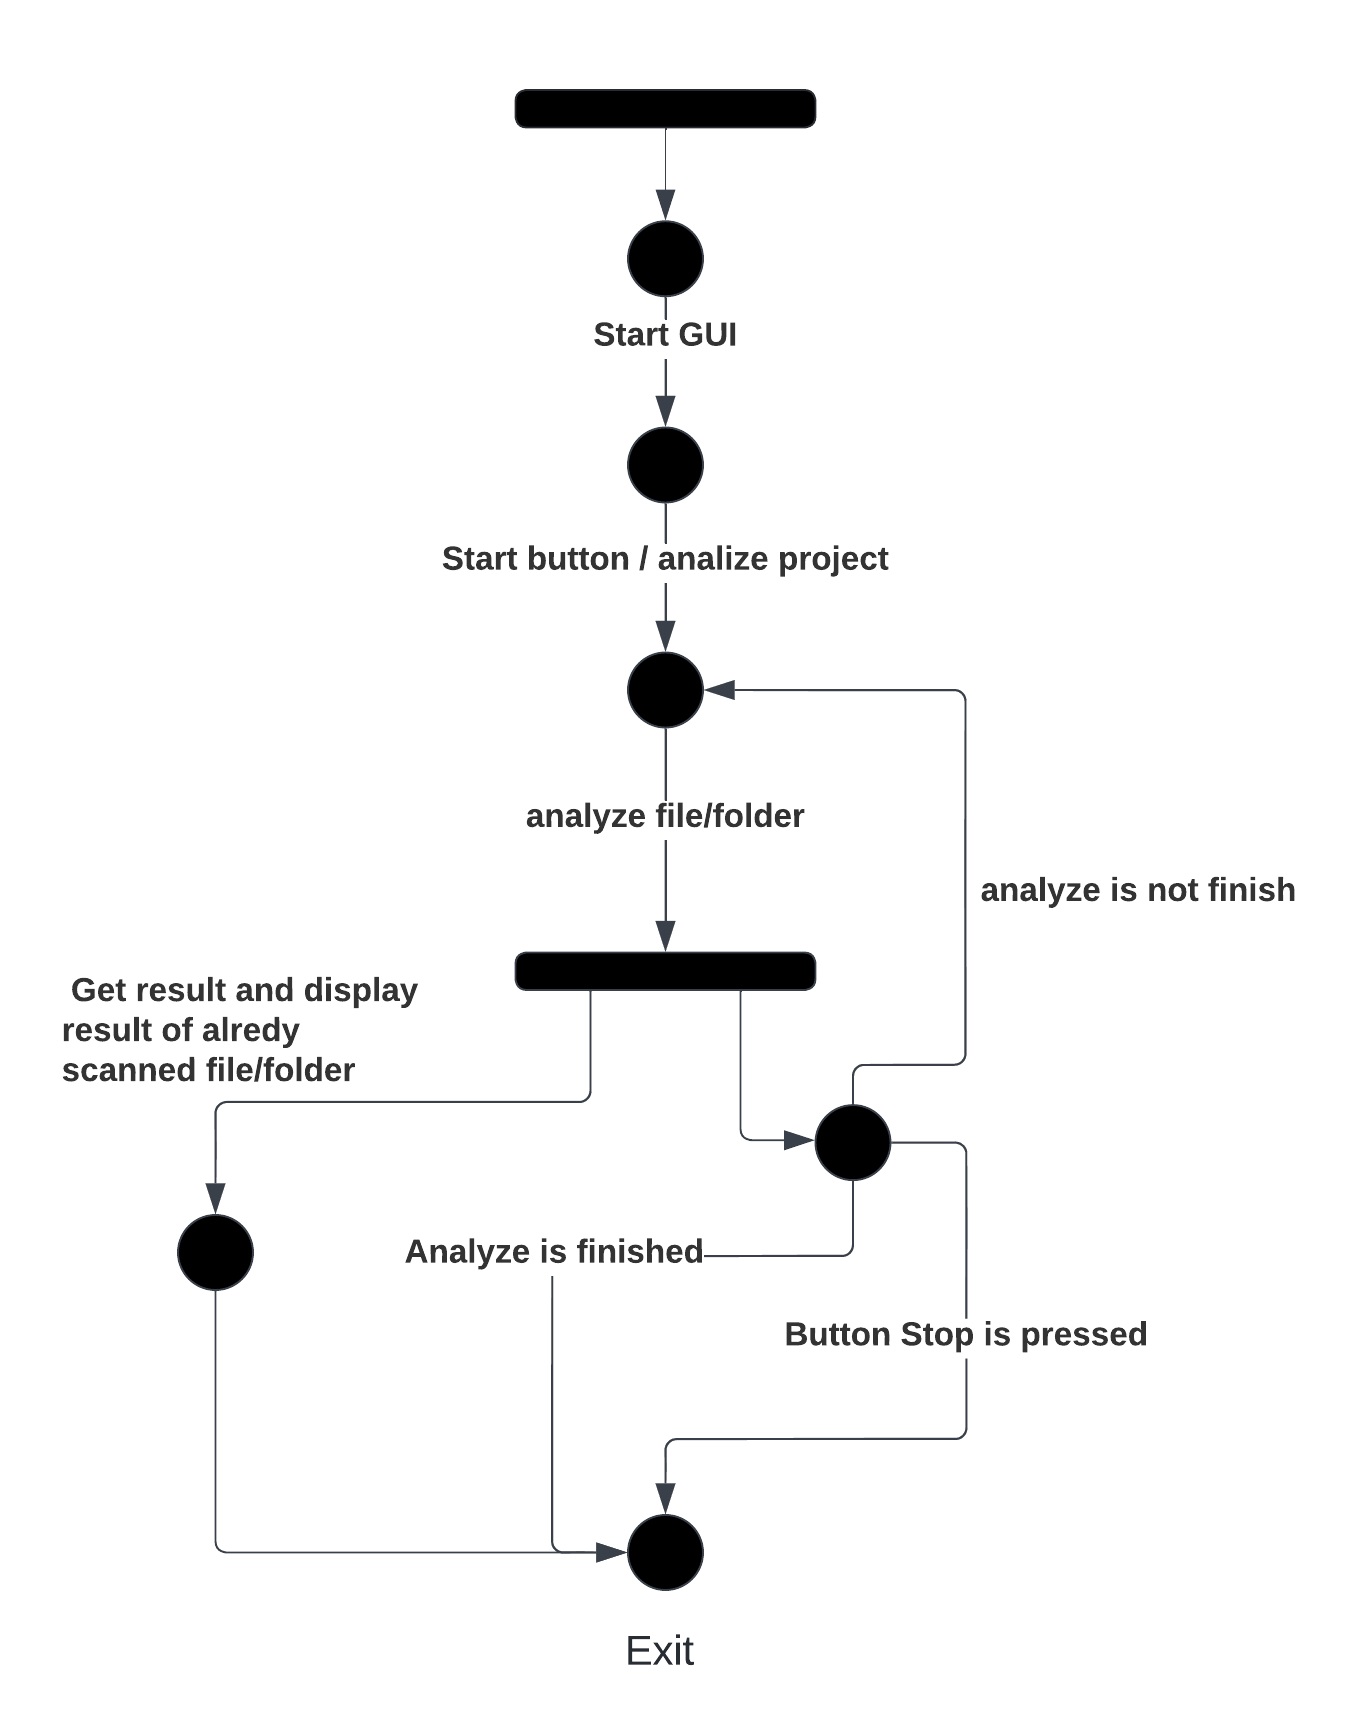 Start GUI
Start button / analize project
analyze file/folder
analyze is not finish
Get result and display
result of alredy
scanned file/folder
Analyze is finished
Button Stop is pressed
Exit